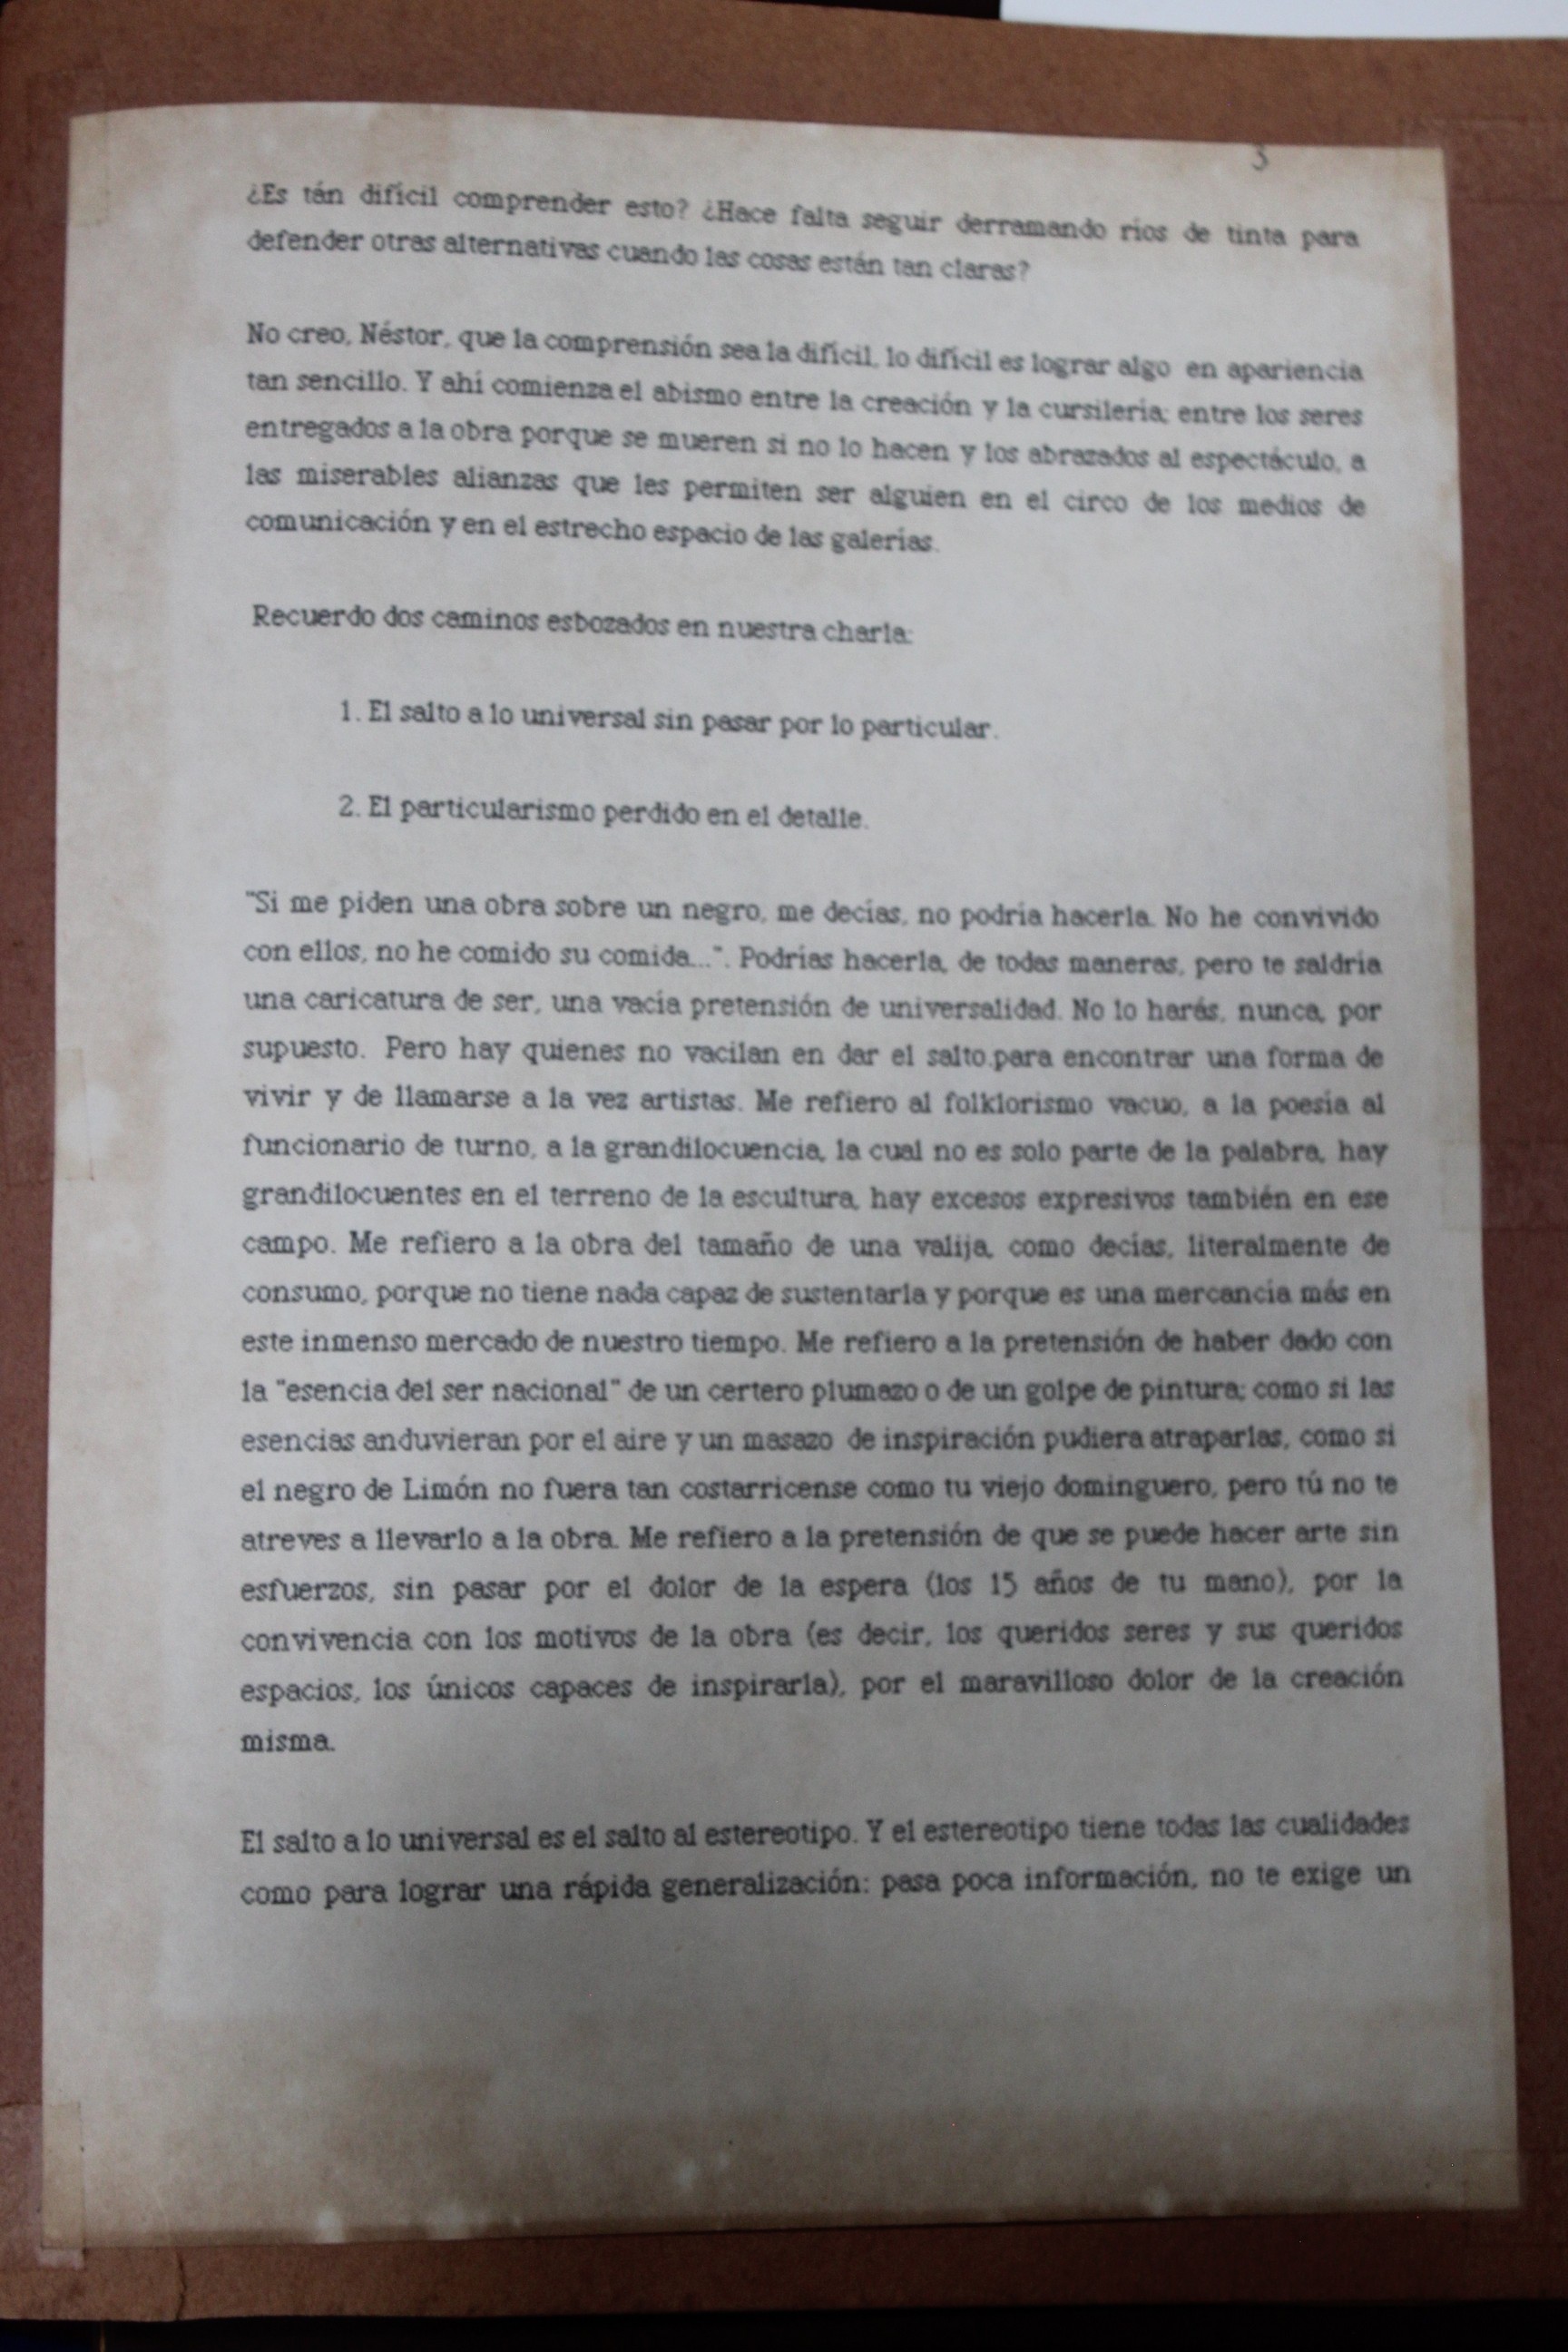 3
¿Es tán difícil comprender esto? ¿Hace falta seguir derramando ríos de tinta para
defender otras alternativas cuando las cosas están tan claras?
No creo, Néstor, que la comprensión sea la difícil, lo difícil es lograr algo en apariencia
tan sencillo. Y ahí comienza el abismo entre la creación y la cursilería; entre los seres
entregados a la obra porque se mueren si no lo hacen y los abrazados al espectáculo, a
las miserables alianzas que les permiten ser alguien en el circo de los medios de
comunicación y en el estrecho espacio de las galerías.
Recuerdo dos caminos esbozados en nuestra charla:
1. El salto a lo universal sin pasar por lo particular.
2. El particularismo perdido en el detalle.
"Si me piden una obra sobre un negro, me decías, no podría hacerla. No he convivido
con ellos, no he comido su comida...". Podrías hacerla, de todas maneras, pero te saldría
una caricatura de ser, una vacía pretensión de universalidad. No lo harás, nunca, por
supuesto. Pero hay quienes no vacilan en dar el salto.para encontrar una forma de
vivir y de llamarse a la vez artistas. Me refiero al folklorismo vacuo, a la poesía al
funcionario de turno, a la grandilocuencia, la cual no es solo parte de la palabra, hay
grandilocuentes en el terreno de la escultura, hay excesos expresivos también en ese
campo. Me refiero a la obra del tamaño de una valija, como decías, literalmente de
consumo, porque no tiene nada capaz de sustentarla y porque es una mercancía más en
este inmenso mercado de nuestro tiempo. Me refiero a la pretensión de haber dado con
la "esencia del ser nacional" de un certero plumazo o de un golpe de pintura; como si las
esencias anduvieran por el aire y un masazo de inspiración pudiera atraparlas, como si
el negro de Limón no fuera tan costarricense como tu viejo dominguero, pero tú no te
atreves a llevarlo a la obra. Me refiero a la pretensión de que se puede hacer arte sin
esfuerzos, sin pasar por el dolor de la espera (los 15 años de tu mano), por la
convivencia con los motivos de la obra (es decir, los queridos seres y sus queridos
espacios, los únicos capaces de inspirarla), por el maravilloso dolor de la creación
misma.
El salto a lo universal es el salto al estereotipo. Y el estereotipo tiene todas las cualidades
como para lograr una rápida generalización: pasa poca información, no te exige un